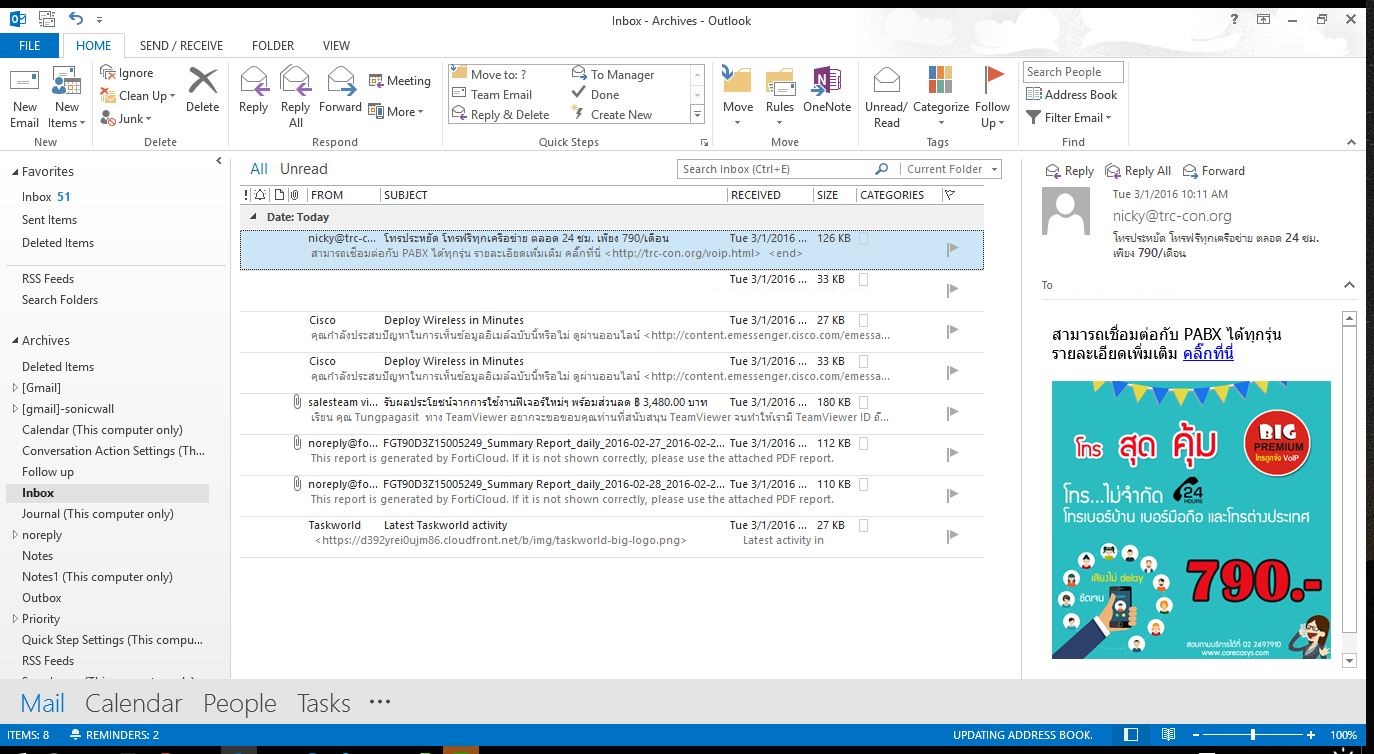 Inbox - Archives - Outlook
?
FILE HOME SEND / RECEIVE FOLDER VIEW
New Email
New Items
New
Ignore
Clean Up
Junk
Delete
Delete
Reply
Reply All
Forward
Meeting
More
Respond
Move to: ?
Team Email
Reply & Delete
To Manager
Done
Create New
Quick Steps
Move
Rules
OneNote
Move
Unread/ Read
Categorize
Follow Up
Tags
Search People
Address Book
Filter Email
Find
Favorites
Inbox 51
Sent Items
Deleted Items
RSS Feeds
Search Folders
Archives
Deleted Items
[Gmail]
[gmail]-sonicwall
Calendar (This computer only)
Conversation Action Settings (Th...
Follow up
Inbox
Journal (This computer only)
noreply
Notes
Notes1 (This computer only)
Outbox
Priority
Quick Step Settings (This compu...
RSS Feeds
All Unread
Search Inbox (Ctrl+E)
Current Folder
FROM SUBJECT RECEIVED SIZE CATEGORIES
Date: Today
nicky@trc-c... โทรประหยัด โทรฟรีทุกเครือข่าย ตลอด 24 ชม. เพียง 790/เดือน Tue 3/1/2016 ... 126 KB
สามารถเชื่อมต่อกับ PABX ได้ทุกรุ่น รายละเอียดเพิ่มเติม คลิ๊กที่นี่ <http://trc-con.org/voip.html> <end>
Tue 3/1/2016 ... 33 KB
Cisco Deploy Wireless in Minutes Tue 3/1/2016 ... 27 KB
คุณกำลังประสบปัญหาในการเห็นข้อมูลอีเมล์ฉบับนี้หรือไม่ ดูผ่านออนไลน์ <http://content.emessenger.cisco.com/emessa...
Cisco Deploy Wireless in Minutes Tue 3/1/2016 ... 33 KB
คุณกำลังประสบปัญหาในการเห็นข้อมูลอีเมล์ฉบับนี้หรือไม่ ดูผ่านออนไลน์ <http://content.emessenger.cisco.com/emessa...
salesteam vi... รับผลประโยชน์จากการใช้งานฟีเจอร์ใหม่ๆ พร้อมส่วนลด ฿ 3,480.00 บาท Tue 3/1/2016 ... 180 KB
เรียน คุณ Tungpagasit ทาง TeamViewer อยากจะขอขอบคุณท่านที่สนับสนุน TeamViewer จนทำให้เรามี TeamViewer ID ถึ...
noreply@fo... FGT90D3Z15005249_Summary Report_daily_2016-02-27_2016-02-2... Tue 3/1/2016 ... 112 KB
This report is generated by FortiCloud. If it is not shown correctly, please use the attached PDF report.
noreply@fo... FGT90D3Z15005249_Summary Report_daily_2016-02-28_2016-02-2... Tue 3/1/2016 ... 110 KB
This report is generated by FortiCloud. If it is not shown correctly, please use the attached PDF report.
Taskworld Latest Taskworld activity Tue 3/1/2016 ... 27 KB
<https://d392yrei0ujm86.cloudfront.net/b/img/taskworld-big-logo.png> Latest activity in
Reply Reply All Forward
Tue 3/1/2016 10:11 AM
nicky@trc-con.org
โทรประหยัด โทรฟรีทุกเครือข่าย ตลอด 24 ชม.
เพียง 790/เดือน
To
สามารถเชื่อมต่อกับ PABX ได้ทุกรุ่น
รายละเอียดเพิ่มเติม คลิ๊กที่นี่
โทร สุด คุ้ม
BIG
PREMIUM
โทรถูกจัง VoIP
โทร...ไม่จำกัด 24
HOURS
โทรเบอร์บ้าน เบอร์มือถือ และโทรต่างประเทศ
เสียงไม่ delay
ชัดเจน
790.-
สอบถามบริการได้ที่ 02 2497910
www.corecasys.com
Mail Calendar People Tasks ...
ITEMS: 8 REMINDERS: 2 UPDATING ADDRESS BOOK. 100%